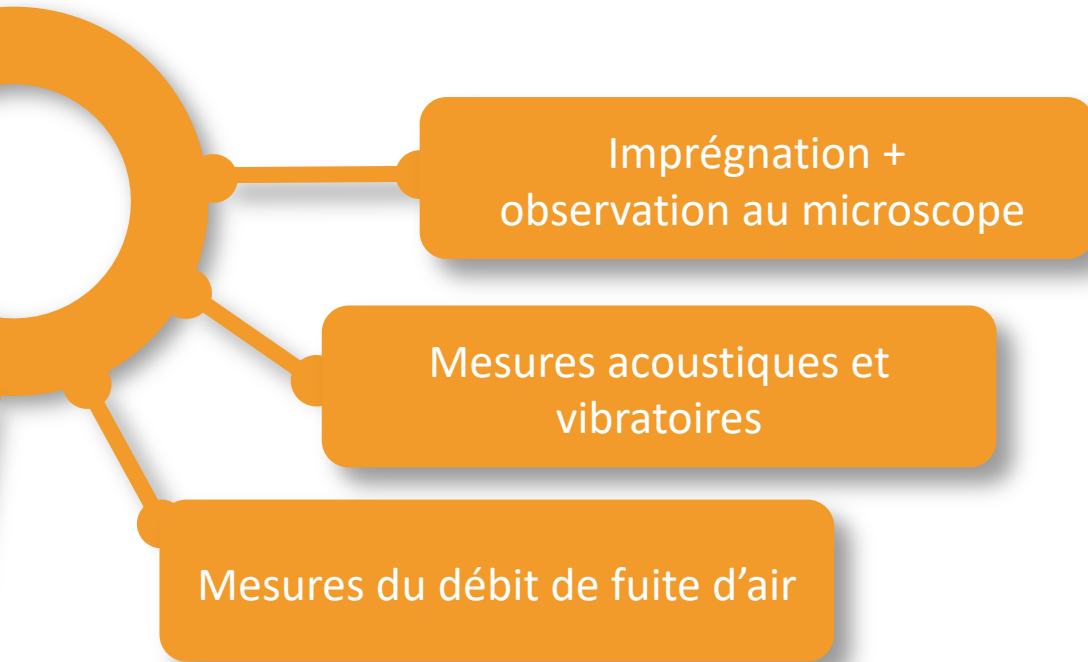 Imprégnation +
observation au microscope
Mesures acoustiques et
vibratoires
Mesures du débit de fuite d’air